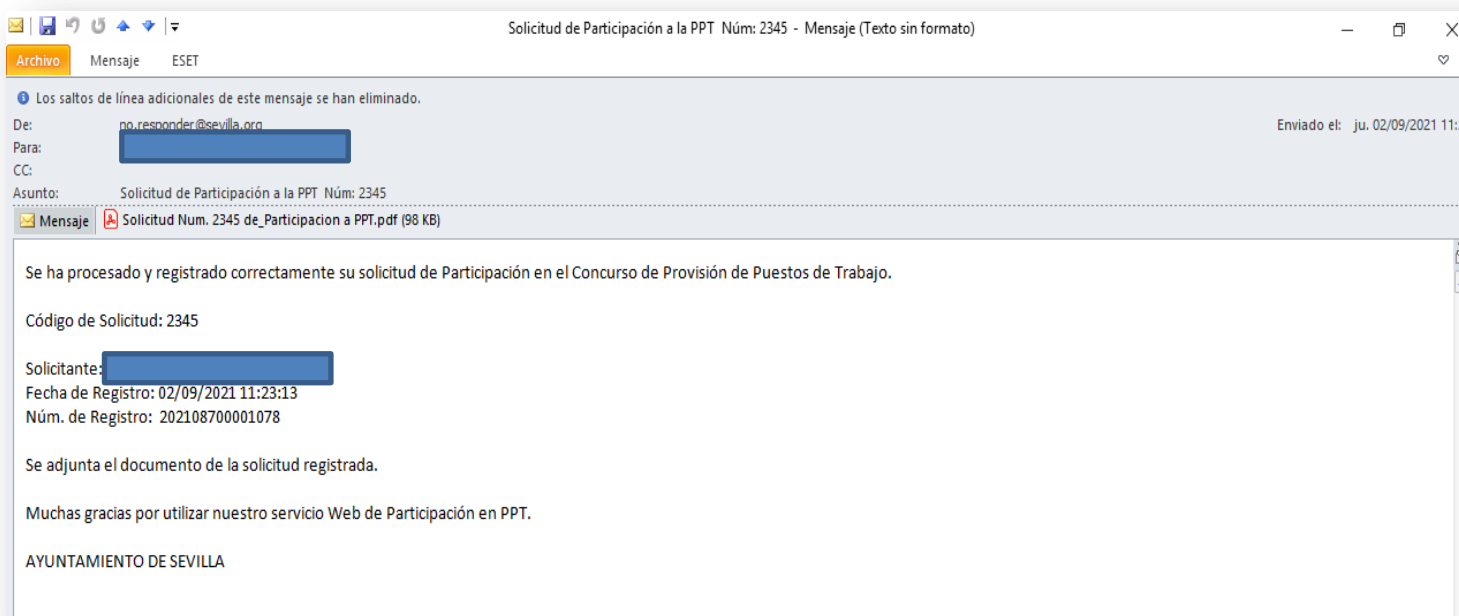 Solicitud de Participación a la PPT Núm: 2345 - Mensaje (Texto sin formato)
Archivo Mensaje ESET
Los saltos de línea adicionales de este mensaje se han eliminado.
De: no.responder@sevilla.org Enviado el: ju. 02/09/2021 11:
Para:
CC:
Asunto: Solicitud de Participación a la PPT Núm: 2345
Mensaje Solicitud Num. 2345 de_Participacion a PPT.pdf (98 KB)
Se ha procesado y registrado correctamente su solicitud de Participación en el Concurso de Provisión de Puestos de Trabajo.
Código de Solicitud: 2345
Solicitante:
Fecha de Registro: 02/09/2021 11:23:13
Núm. de Registro: 202108700001078
Se adjunta el documento de la solicitud registrada.
Muchas gracias por utilizar nuestro servicio Web de Participación en PPT.
AYUNTAMIENTO DE SEVILLA